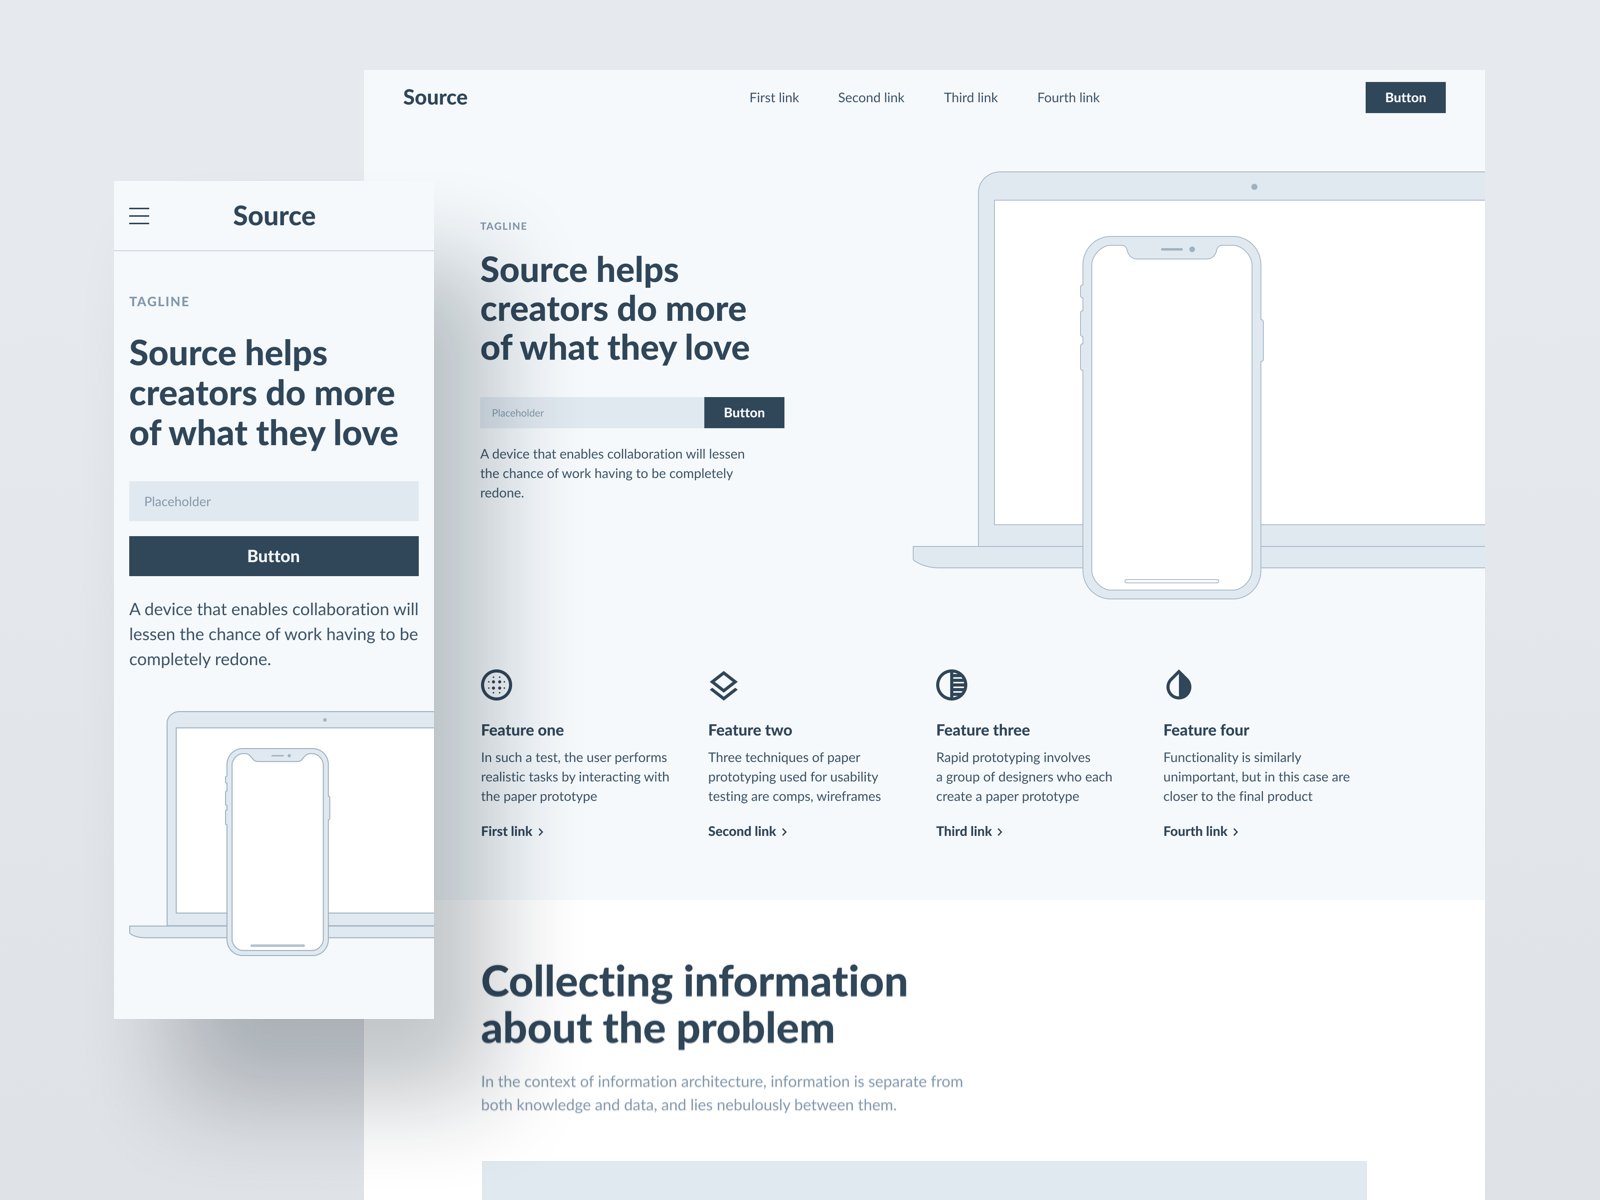 Source
First link
Second link
Third link
Fourth link
Button
TAGLINE
Source helps
creators do more
of what they love
Placeholder
Button
A device that enables collaboration will lessen
the chance of work having to be completely
redone.
Feature one
In such a test, the user performs
realistic tasks by interacting with
the paper prototype
First link
Feature two
Three techniques of paper
prototyping used for usability
testing are comps, wireframes
Second link
Feature three
Rapid prototyping involves
a group of designers who each
create a paper prototype
Third link
Feature four
Functionality is similarly
unimportant, but in this case are
closer to the final product
Fourth link
Collecting information
about the problem
In the context of information architecture, information is separate from
both knowledge and data, and lies nebulously between them.
Source
TAGLINE
Source helps
creators do more
of what they love
Placeholder
Button
A device that enables collaboration will
lessen the chance of work having to be
completely redone.